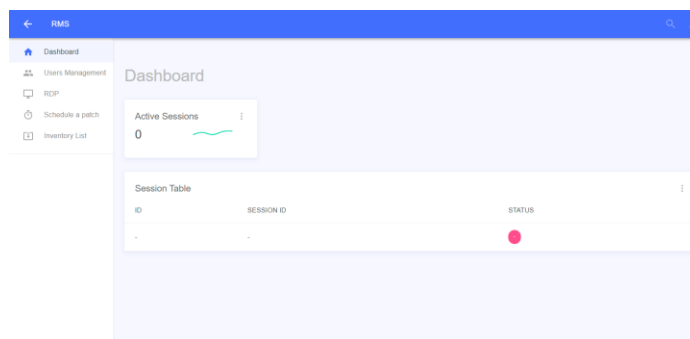 RMS
Dashboard
Users Management
RDP
Schedule a patch
Inventory List
Dashboard
Active Sessions
0
Session Table
ID SESSION ID STATUS
- - -